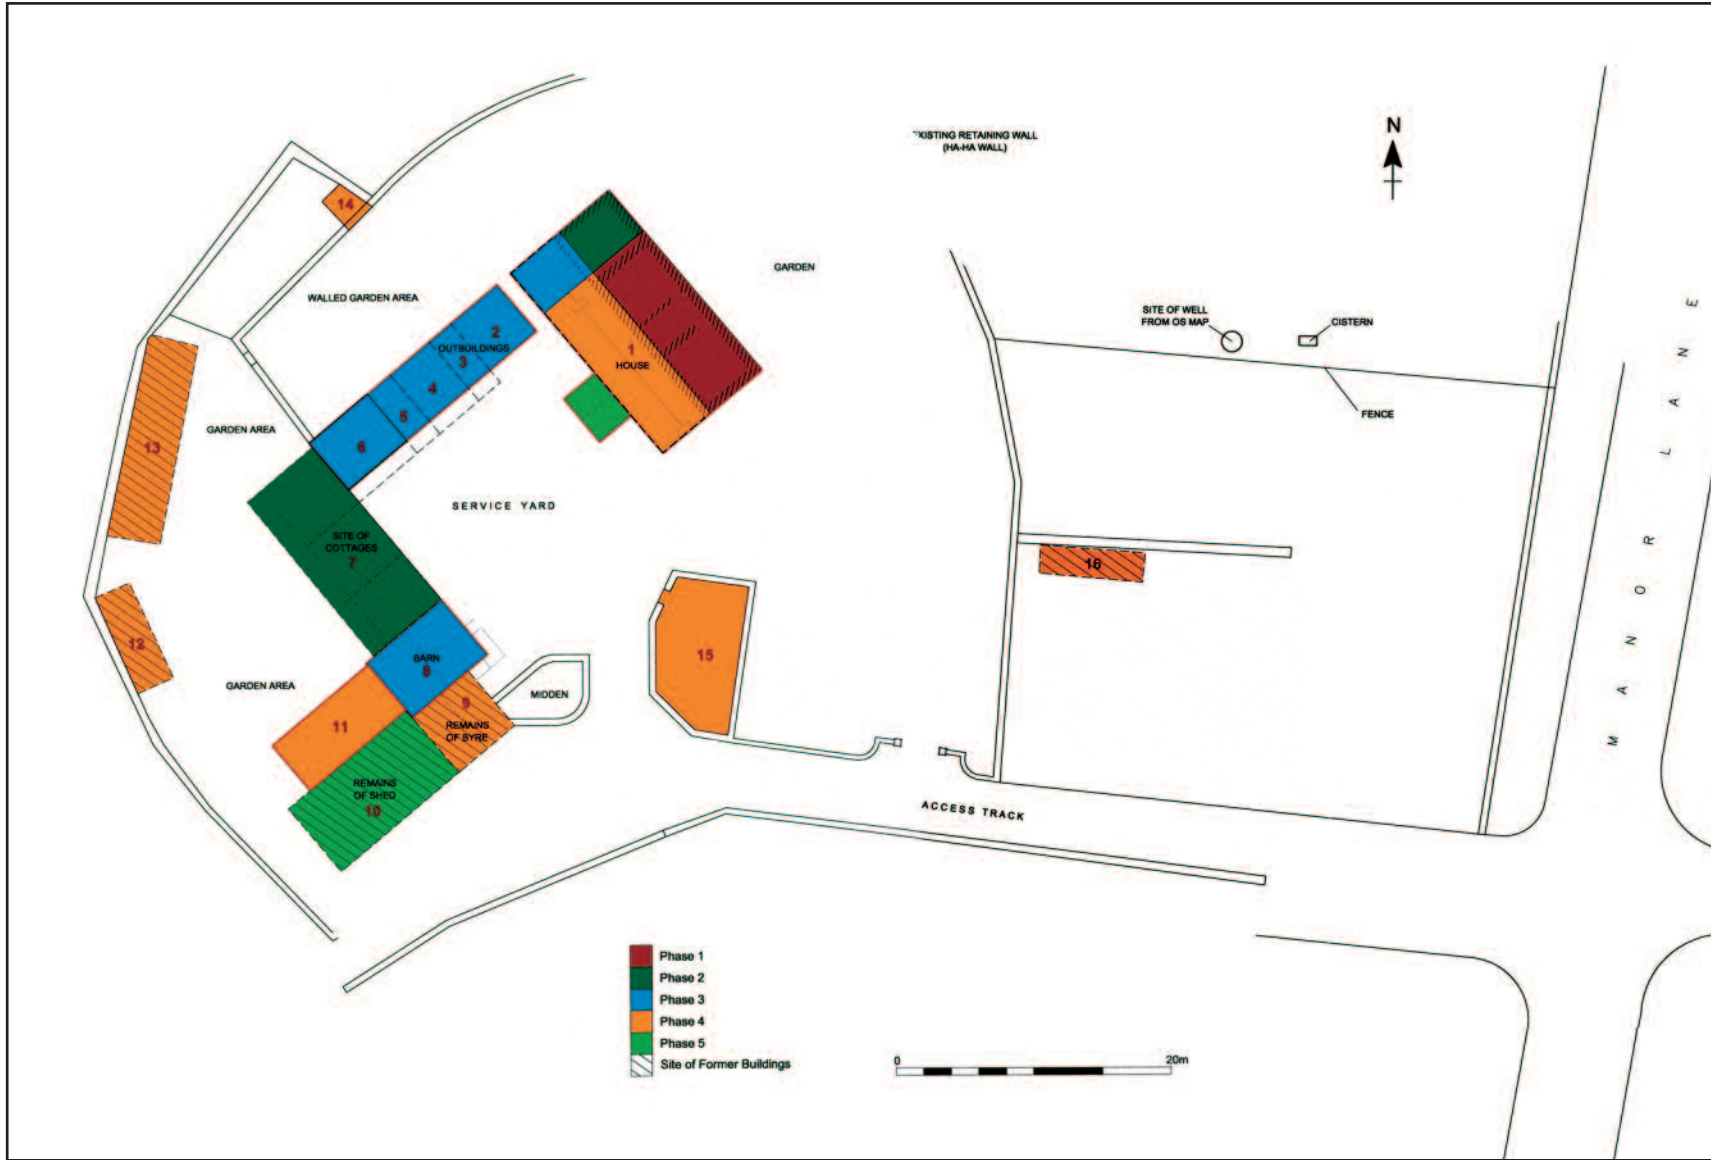 "XISTING RETAINING WALL
(HA-HA WALL)
N
14
GARDEN
WALLED GARDEN AREA
2
OUTBUILDINGS
3
4
5
6
1
HOUSE
SITE OF WELL
FROM OS MAP
CISTERN
FENCE
MANOR LANE
13
GARDEN AREA
SERVICE YARD
SITE OF
COTTAGES
7
16
12
BARN
8
15
GARDEN AREA
MIDDEN
9
REMAINS
OF BYRE
11
REMAINS
OF SHED
10
ACCESS TRACK
Phase 1
Phase 2
Phase 3
Phase 4
Phase 5
Site of Former Buildings
0 20m